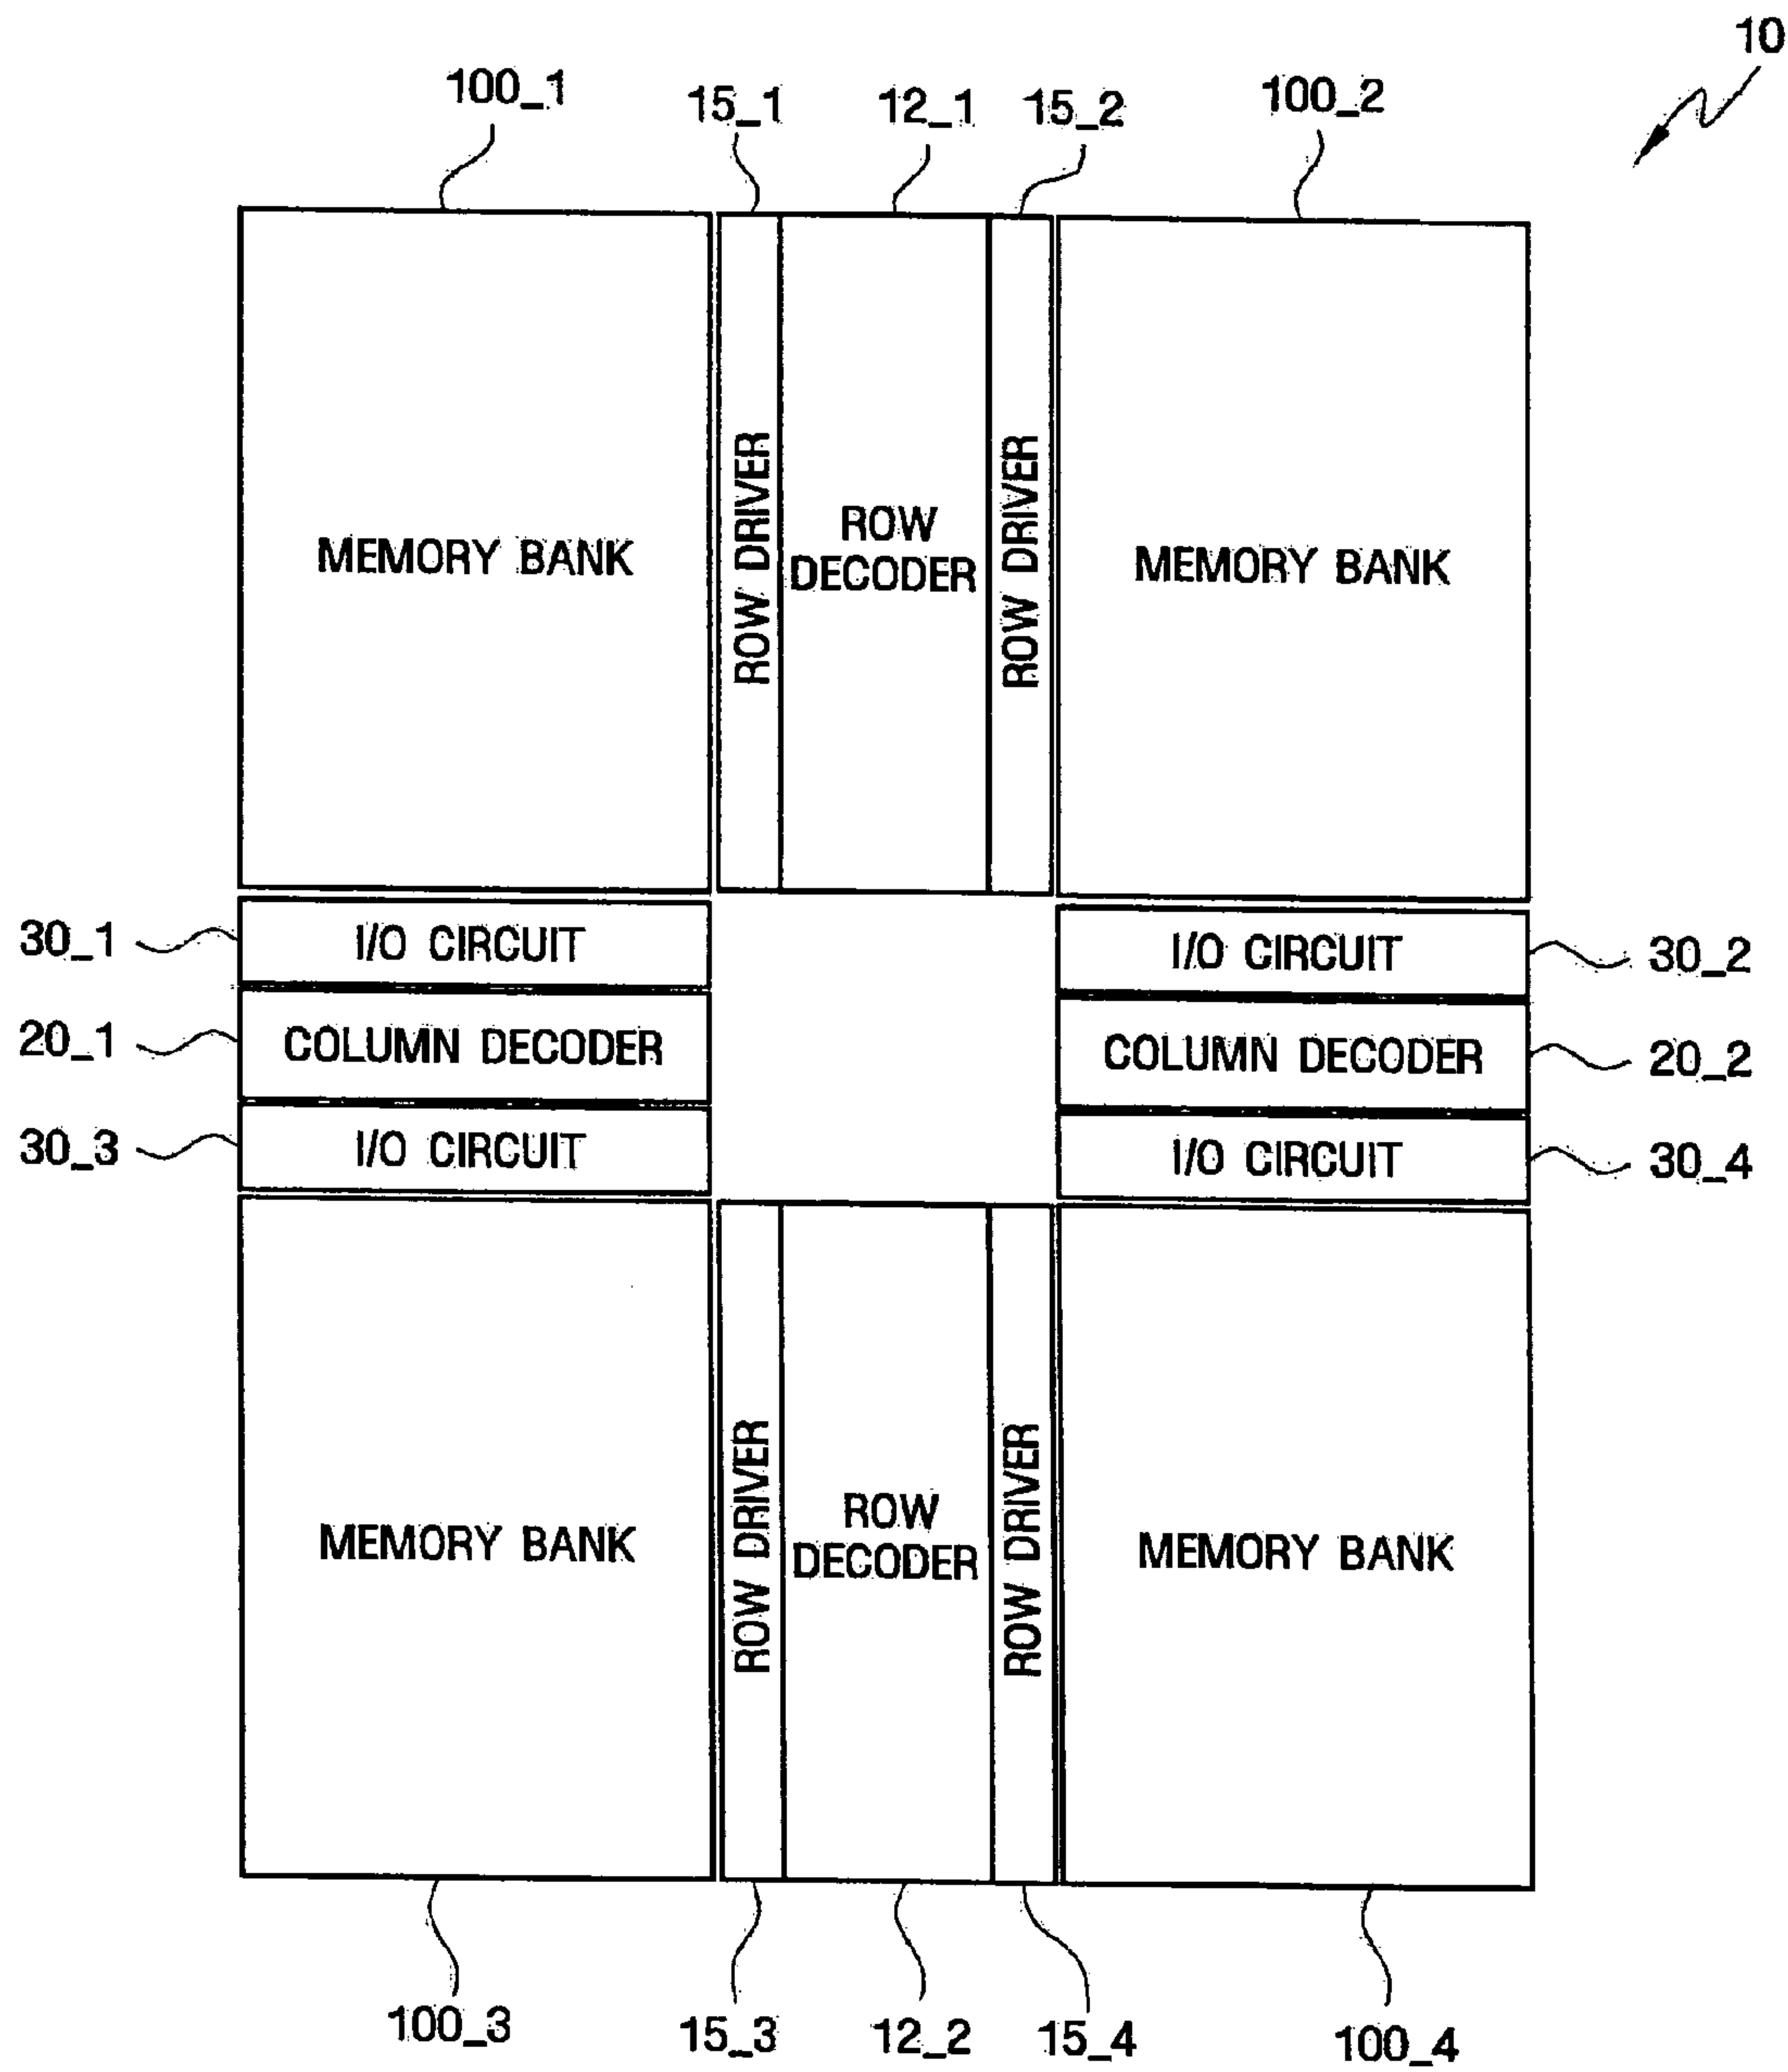 10
100_1
15_1
12_1
15_2
100_2
MEMORY BANK
ROW DRIVER
ROW
DECODER
ROW DRIVER
MEMORY BANK
30_1
I/O CIRCUIT
I/O CIRCUIT
30_2
20_1
COLUMN DECODER
COLUMN DECODER
20_2
30_3
I/O CIRCUIT
I/O CIRCUIT
30_4
MEMORY BANK
ROW DRIVER
ROW
DECODER
ROW DRIVER
MEMORY BANK
100_3
15_3
12_2
15_4
100_4